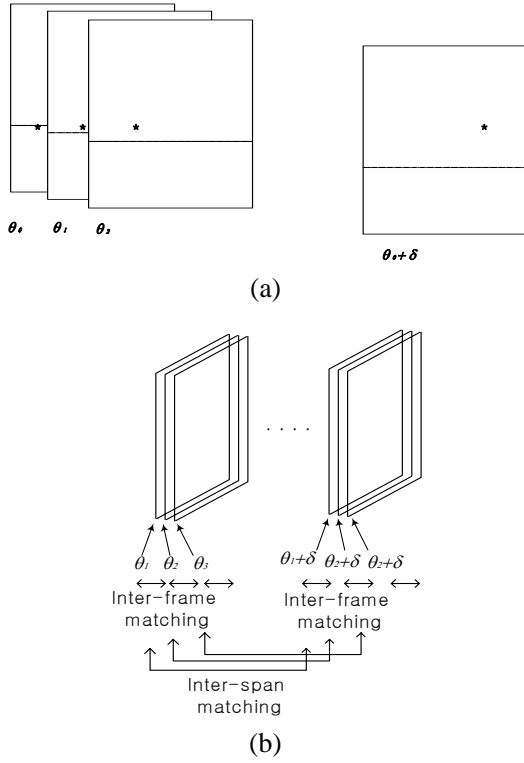 * * * *
θ₀ θ₁ θ₂ θ₀+δ
(a)
. . . .
θ₁ θ₂ θ₃ θ₁+δ θ₂+δ θ₂+δ
Inter-frame matching Inter-frame matching
Inter-span
matching
(b)